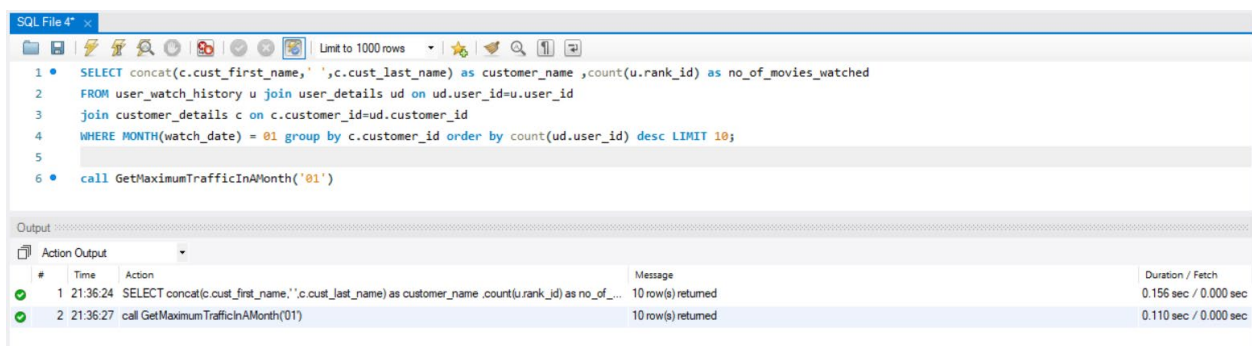 SQL File 4*
Limit to 1000 rows
1 SELECT concat(c.cust_first_name,' ',c.cust_last_name) as customer_name ,count(u.rank_id) as no_of_movies_watched
2 FROM user_watch_history u join user_details ud on ud.user_id=u.user_id
3 join customer_details c on c.customer_id=ud.customer_id
4 WHERE MONTH(watch_date) = 01 group by c.customer_id order by count(ud.user_id) desc LIMIT 10;
5
6 call GetMaximumTrafficInAMonth('01')
Output
Action Output
# Time Action Message Duration / Fetch
1 21:36:24 SELECT concat(c.cust_first_name,' ',c.cust_last_name) as customer_name ,count(u.rank_id) as no_of_... 10 row(s) returned 0.156 sec / 0.000 sec
2 21:36:27 call GetMaximumTrafficInAMonth('01') 10 row(s) returned 0.110 sec / 0.000 sec